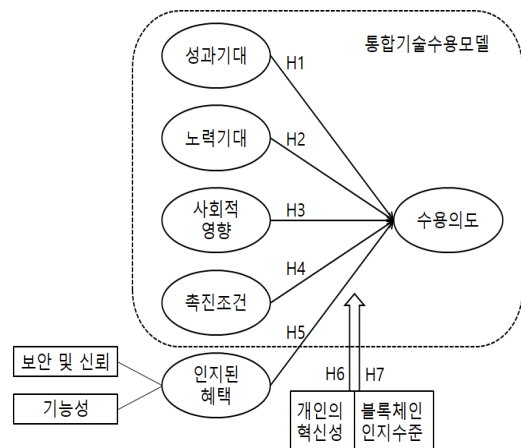 통합기술수용모델
성과기대
H1
노력기대
H2
사회적
영향
H3
수용의도
촉진조건
H4
H5
보안 및 신뢰
기능성
인지된
혜택
H6
H7
개인의
혁신성
블록체인
인지수준